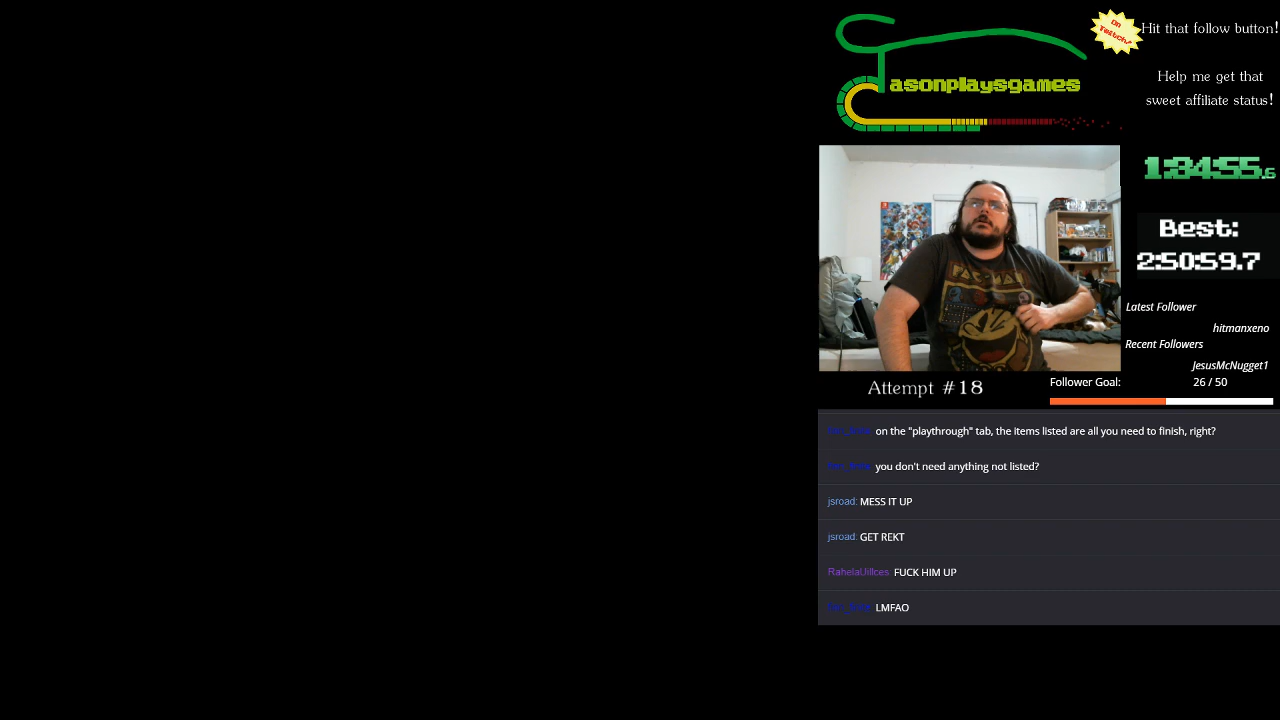 On
Twitch!
Hit that follow button!
Help me get that
sweet affiliate status!
Jasonplaysgames
1:34:55.6
Best:
2:50:59.7
Latest Follower
hitmanxeno
Recent Followers
JesusMcNugget1
Attempt #18
Follower Goal:
26 / 50
on the "playthrough" tab, the items listed are all you need to finish, right?
you don't need anything not listed?
jsroad: MESS IT UP
jsroad: GET REKT
RahelaUillces: FUCK HIM UP
LMFAO